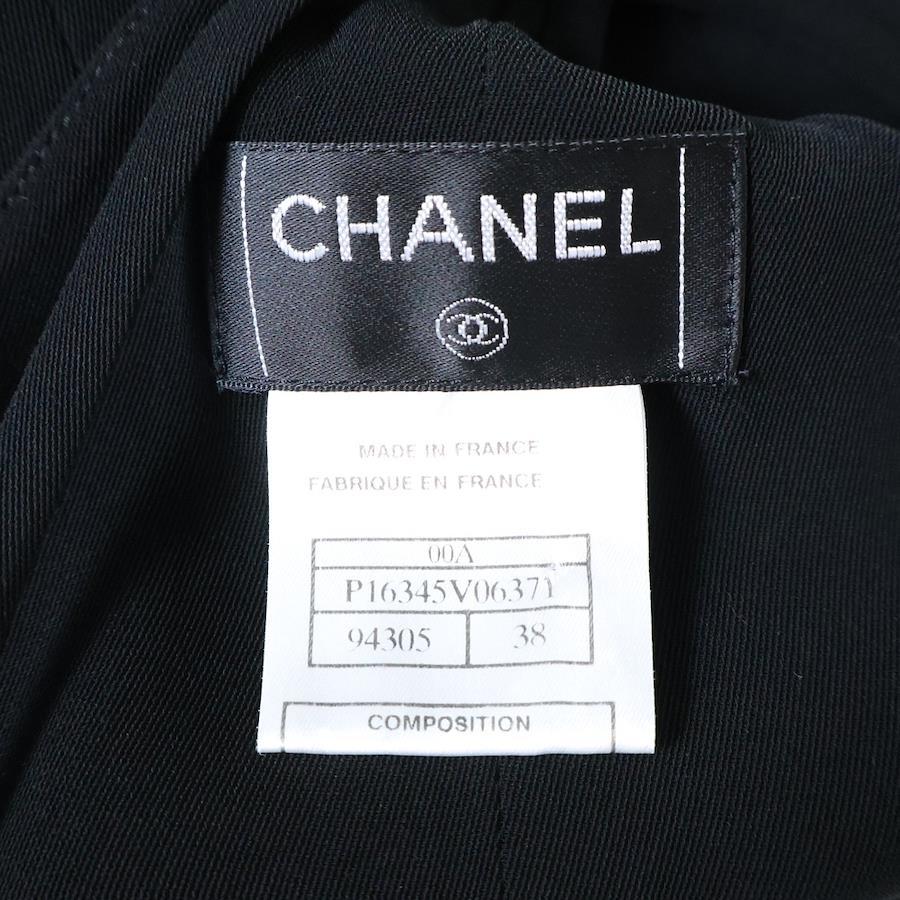 CHANEL
MADE IN FRANCE
FABRIQUE EN FRANCE
00A
P16345V06371
94305 38
COMPOSITION